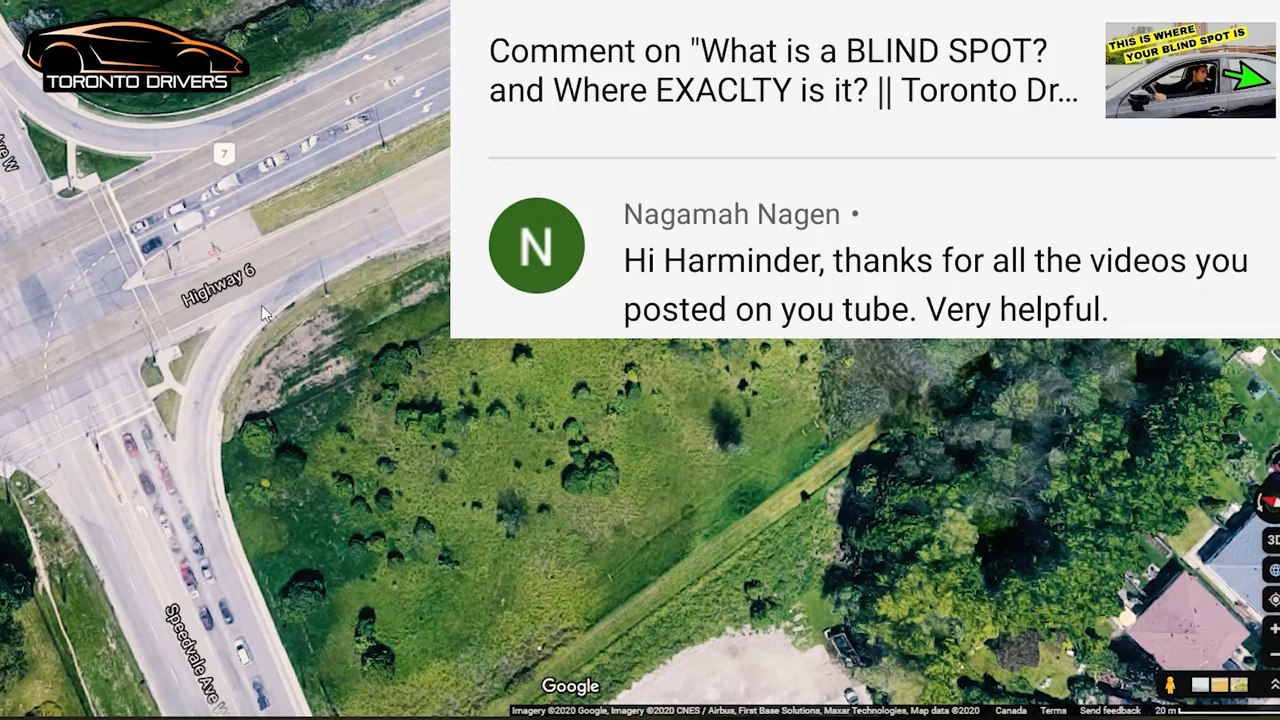 TORONTO DRIVERS
Comment on "What is a BLIND SPOT?
and Where EXACLTY is it? || Toronto Dr...
THIS IS WHERE
YOUR BLIND SPOT IS
N
Nagamah Nagen •
Hi Harminder, thanks for all the videos you
posted on you tube. Very helpful.
Ave W
7
Highway 6
Speedvale Ave W
3D
Google
Imagery ©2020 Google, Imagery ©2020 CNES / Airbus, First Base Solutions, Maxar Technologies, Map data ©2020 Canada Terms Send feedback 20 m